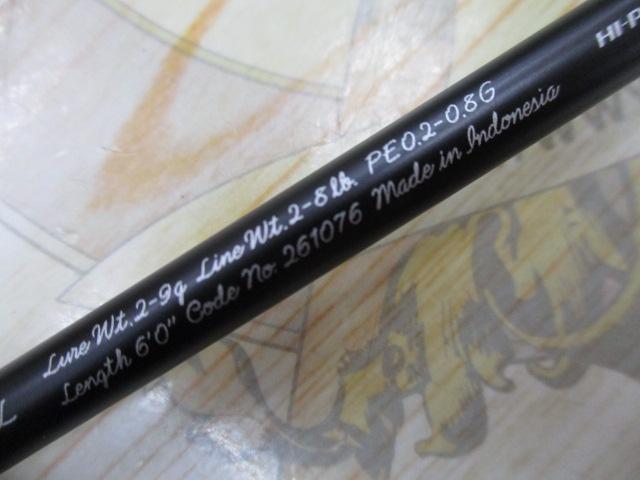 Lure Wt.2-9g Line Wt.2-8lb. PE0.2-0.8G
Length 6'0" Code No. 261076 Made in Indonesia
HI-P
L